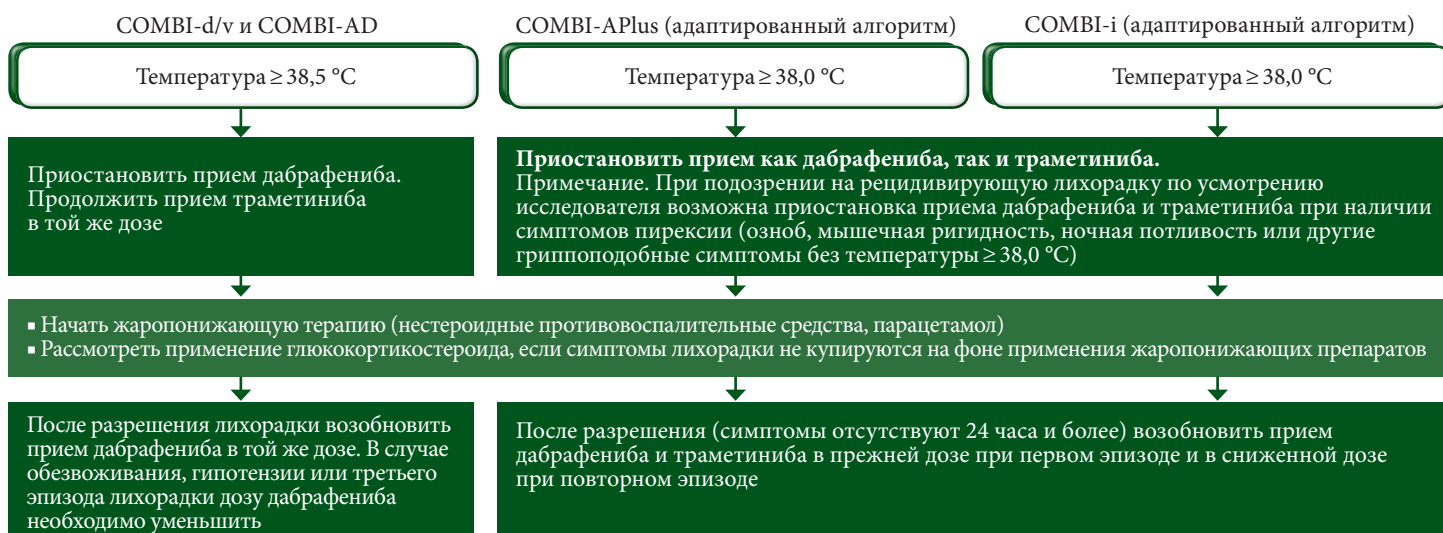 COMBI-d/v и COMBI-AD
COMBI-APlus (адаптированный алгоритм)
COMBI-i (адаптированный алгоритм)
Температура ≥ 38,5 °C
Температура ≥ 38,0 °C
Температура ≥ 38,0 °C
Приостановить прием дабрафениба.
Продолжить прием траметиниба
в той же дозе
Приостановить прием как дабрафениба, так и траметиниба.
Примечание. При подозрении на рецидивирующую лихорадку по усмотрению
исследователя возможна приостановка приема дабрафениба и траметиниба при наличии
симптомов пирексии (озноб, мышечная ригидность, ночная потливость или другие
гриппоподобные симптомы без температуры ≥ 38,0 °C)
▪ Начать жаропонижающую терапию (нестероидные противовоспалительные средства, парацетамол)
▪ Рассмотреть применение глюкокортикостероида, если симптомы лихорадки не купируются на фоне применения жаропонижающих препаратов
После разрешения лихорадки возобновить
прием дабрафениба в той же дозе. В случае
обезвоживания, гипотензии или третьего
эпизода лихорадки дозу дабрафениба
необходимо уменьшить
После разрешения (симптомы отсутствуют 24 часа и более) возобновить прием
дабрафениба и траметиниба в прежней дозе при первом эпизоде и в сниженной дозе
при повторном эпизоде